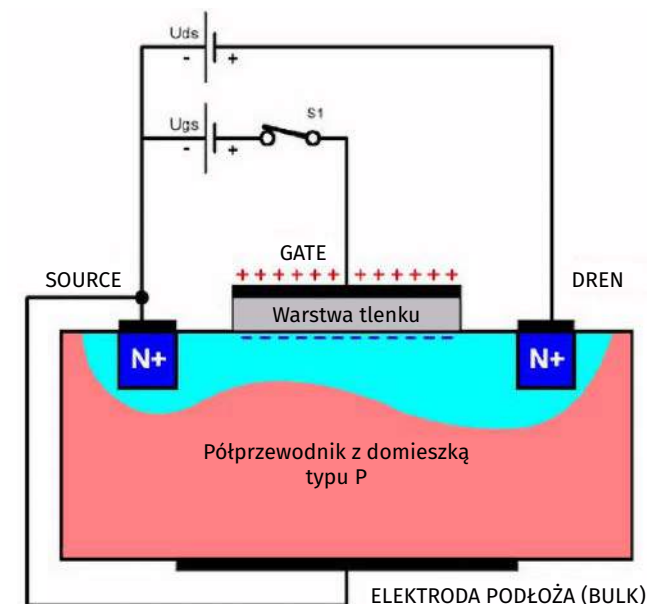 Uds
- +
S1
Ugs
- +
GATE
SOURCE
DREN
+ + + + + + + + + + + +
Warstwa tlenku
N+
N+
Półprzewodnik z domieszką
typu P
ELEKTRODA PODŁOŻA (BULK)